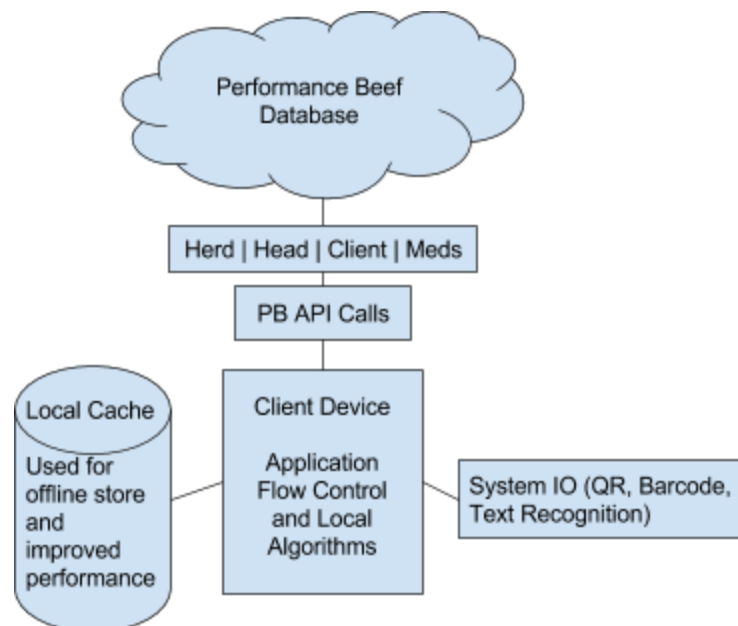 Performance Beef
Database
Herd | Head | Client | Meds
PB API Calls
Local Cache
Used for
offline store
and
improved
performance
Client Device
Application
Flow Control
and Local
Algorithms
System IO (QR, Barcode,
Text Recognition)